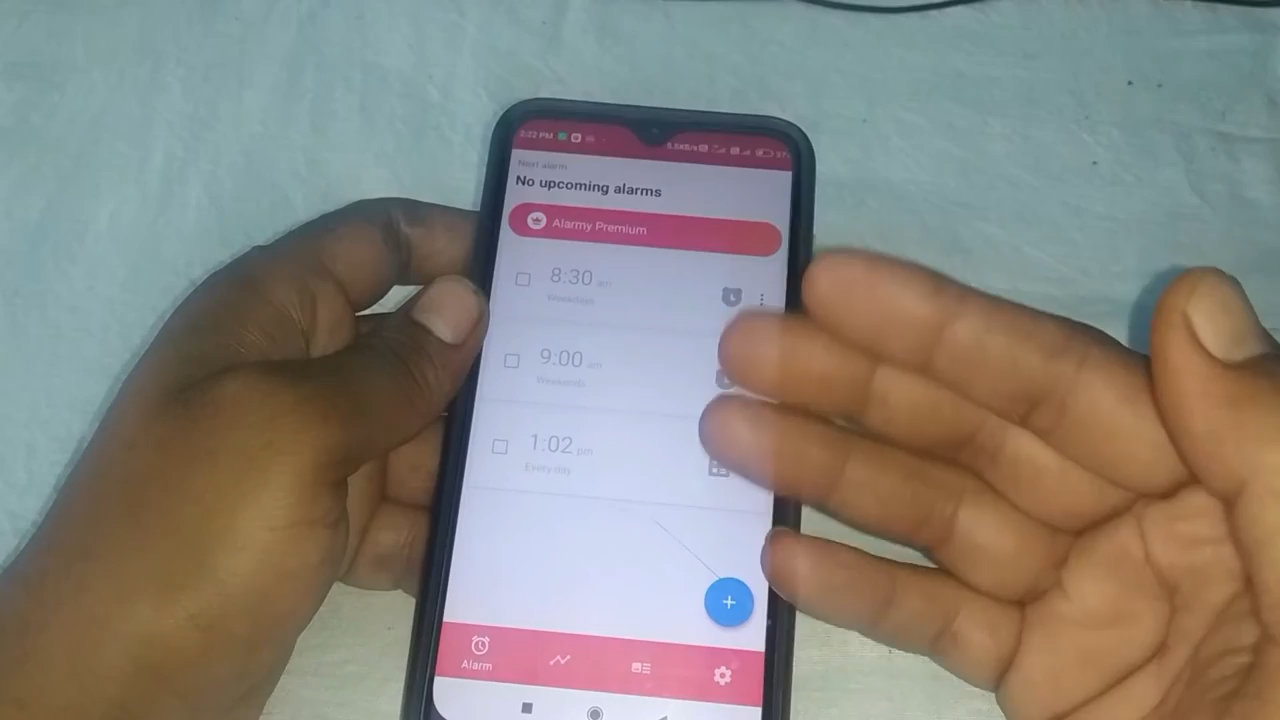 Next alarm
No upcoming alarms
Alarmy Premium
8:30 am
9:00 am
Weekends
1:02 pm
Every day
+
Alarm